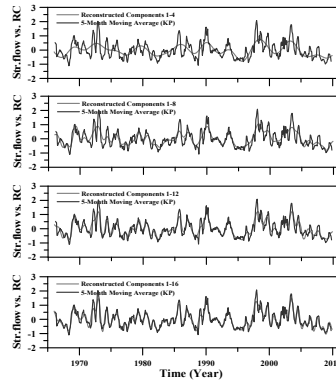 Str.flow vs. RC
3
2
1
0
-1
-2
Reconstructed Components 1-4
5-Month Moving Average (KP)
Str.flow vs. RC
3
2
1
0
-1
-2
Reconstructed Components 1-8
5-Month Moving Average (KP)
Str.flow vs. RC
3
2
1
0
-1
-2
Reconstructed Components 1-12
5-Month Moving Average (KP)
Str.flow vs. RC
3
2
1
0
-1
-2
Reconstructed Components 1-16
5-Month Moving Average (KP)
1970 1980 1990 2000 201
Time (Year)